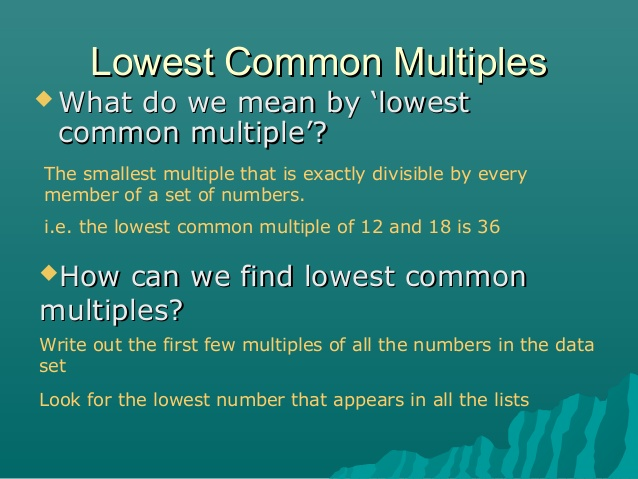 Lowest Common Multiples
What do we mean by ‘lowest
common multiple’?
The smallest multiple that is exactly divisible by every
member of a set of numbers.
i.e. the lowest common multiple of 12 and 18 is 36
How can we find lowest common
multiples?
Write out the first few multiples of all the numbers in the data
set
Look for the lowest number that appears in all the lists